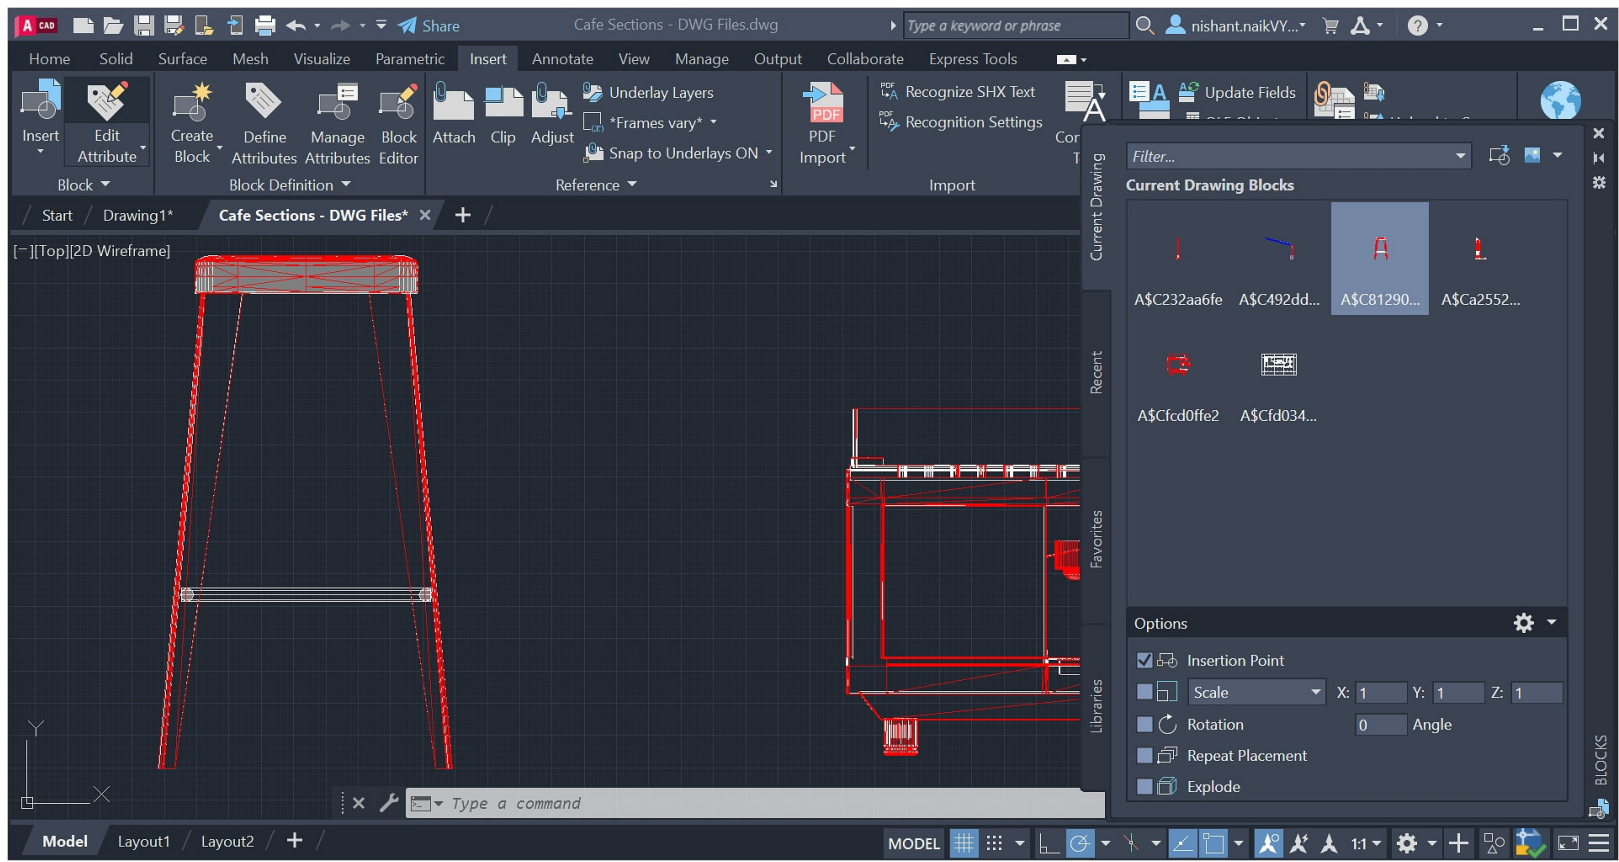 A CAD
Share
Cafe Sections - DWG Files.dwg
Type a keyword or phrase
nishant.naikVY...
Home Solid Surface Mesh Visualize Parametric Insert Annotate View Manage Output Collaborate Express Tools
Insert
Edit
Attribute
Block
Create
Block
Define
Attributes
Manage
Attributes
Block
Editor
Block Definition
Attach
Clip
Adjust
Underlay Layers
*Frames vary*
Snap to Underlays ON
Reference
PDF
PDF
Import
PDF Recognize SHX Text
PDF Recognition Settings
Import
Update Fields
Start
Drawing1*
Cafe Sections - DWG Files*
[−][Top][2D Wireframe]
Y
X
Type a command
Current Drawing
Recent
Favorites
Libraries
Filter...
Current Drawing Blocks
A$C232aa6fe A$C492dd... A$C81290... A$Ca2552...
A$Cfcd0ffe2 A$Cfd034...
Options
Insertion Point
Scale X: 1 Y: 1 Z: 1
Rotation 0 Angle
Repeat Placement
Explode
BLOCKS
Model Layout1 Layout2
MODEL
1:1